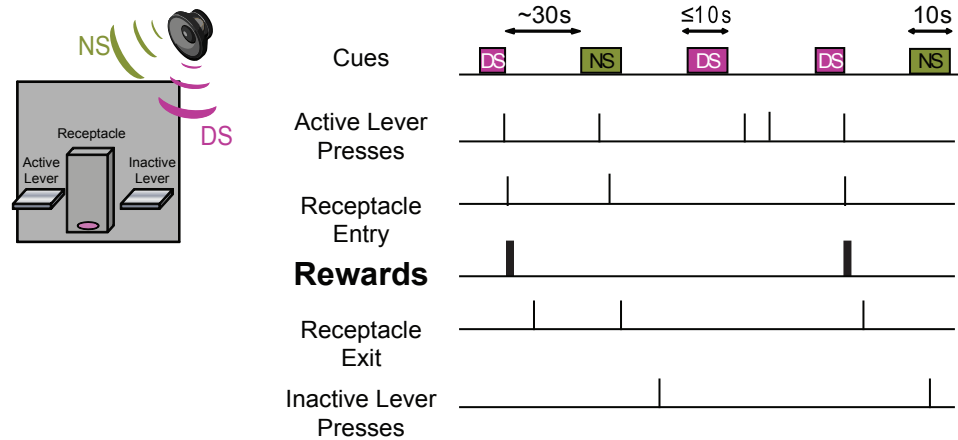 NS
DS
Receptacle
Active
Lever
Inactive
Lever
~30s
≤10s
10s
Cues
DS
NS
DS
DS
NS
Active Lever
Presses
Receptacle
Entry
Rewards
Receptacle
Exit
Inactive Lever
Presses